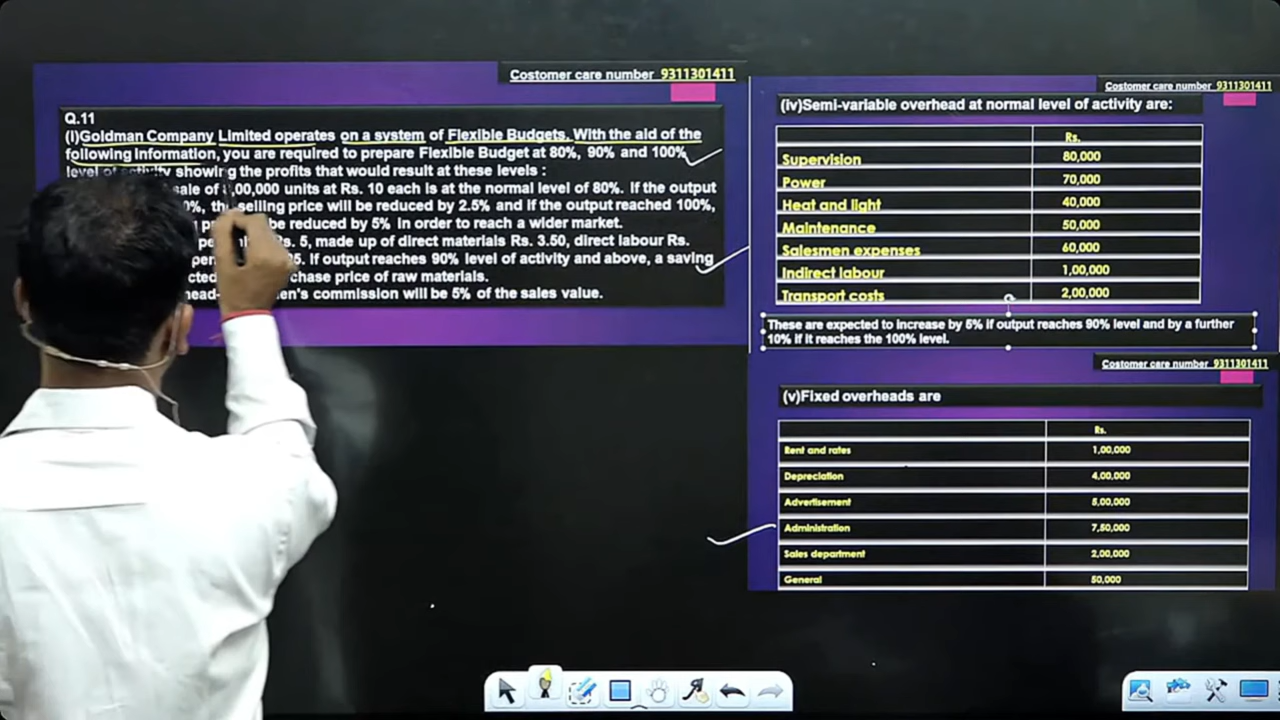 Costomer care number 9311301411
Q.11
(i)Goldman Company Limited operates on a system of Flexible Budgets. With the aid of the
following information, you are required to prepare Flexible Budget at 80%, 90% and 100%
level of activity showing the profits that would result at these levels :
sale of 8,00,000 units at Rs. 10 each is at the normal level of 80%. If the output
the selling price will be reduced by 2.5% and if the output reached 100%,
be reduced by 5% in order to reach a wider market.
Rs. 5, made up of direct materials Rs. 3.50, direct labour Rs.
If output reaches 90% level of activity and above, a saving
purchase price of raw materials.
commission will be 5% of the sales value.
Costomer care number 9311301411
(iv)Semi-variable overhead at normal level of activity are:
Rs.
Supervision 80,000
Power 70,000
Heat and light 40,000
Maintenance 50,000
Salesmen expenses 60,000
Indirect labour 1,00,000
Transport costs 2,00,000
These are expected to increase by 5% if output reaches 90% level and by a further
10% if it reaches the 100% level.
Costomer care number 9311301411
(v)Fixed overheads are
Rs.
Rent and rates 1,00,000
Depreciation 4,00,000
Advertisement 5,00,000
Administration 7,50,000
Sales department 2,00,000
General 50,000